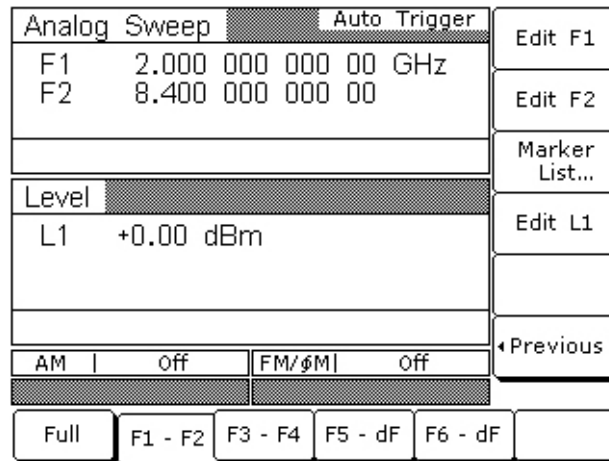 Analog Sweep Auto Trigger
F1 2.000 000 000 00 GHz
F2 8.400 000 000 00
Level
L1 +0.00 dBm
AM | Off FM/ϕM| Off
Edit F1
Edit F2
Marker
List...
Edit L1
Previous
Full F1 - F2 F3 - F4 F5 - dF F6 - dF